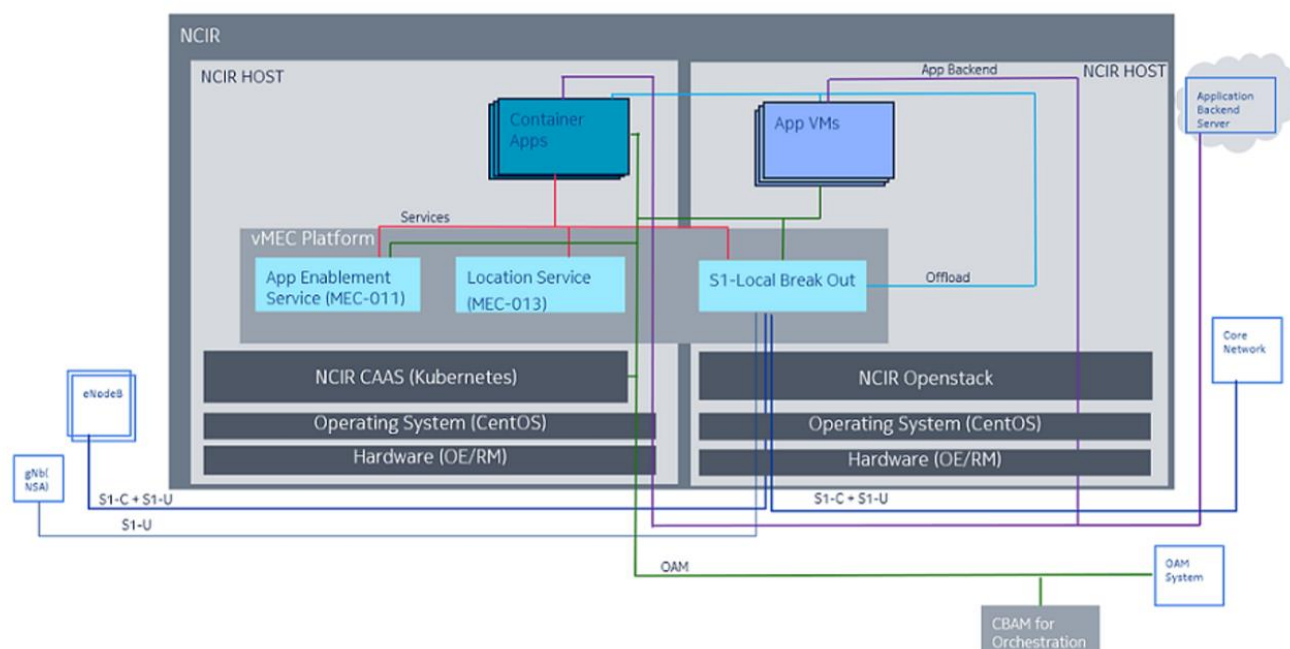 NCIR
NCIR HOST
App Backend
NCIR HOST
Application
Backend
Server
Container
Apps
App VMs
Services
vMEC Platform
App Enablement
Service (MEC-011)
Location Service
(MEC-013)
S1-Local Break Out
Offload
Core
Network
NCIR CAAS (Kubernetes)
NCIR Openstack
eNodeB
Operating System (CentOS)
Operating System (CentOS)
Hardware (OE/RM)
Hardware (OE/RM)
gNb(
NSA)
S1-C + S1-U
S1-C + S1-U
S1-U
OAM
OAM
System
CBAM for
Orchestration